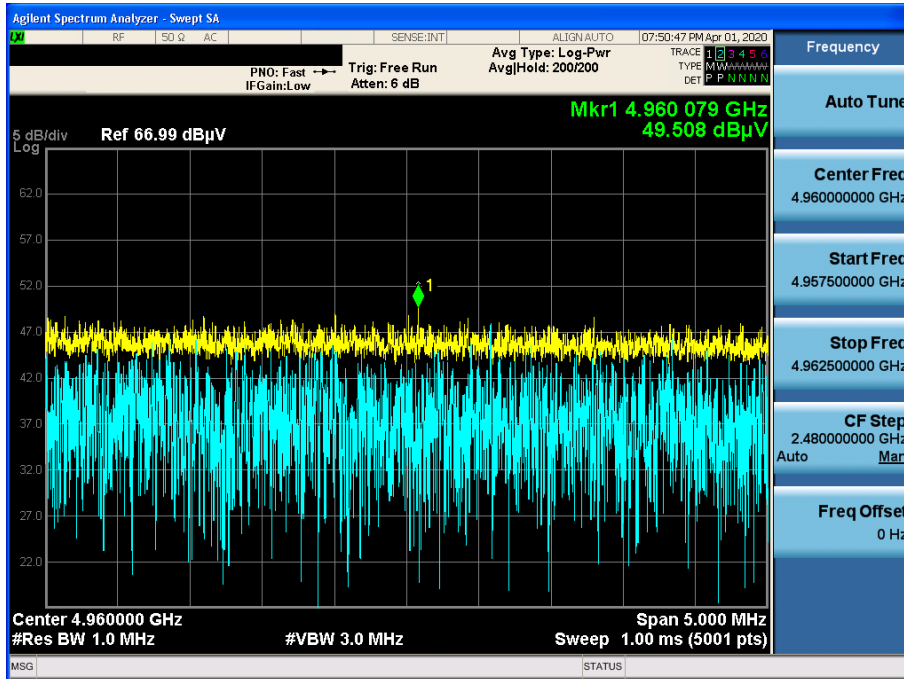 Agilent Spectrum Analyzer - Swept SA
LXI RF 50 Ω AC SENSE:INT ALIGN AUTO 07:50:47 PM Apr 01, 2020
Avg Type: Log-Pwr TRACE 1 2 3 4 5 6
PNO: Fast Trig: Free Run Avg|Hold: 200/200 TYPE M WWWWWW
IFGain:Low Atten: 6 dB DET P P N N N N
Mkr1 4.960 079 GHz
49.508 dBµV
5 dB/div Ref 66.99 dBµV
Log
62.0
57.0
52.0
1
47.0
42.0
37.0
32.0
27.0
22.0
Center 4.960000 GHz Span 5.000 MHz
#Res BW 1.0 MHz #VBW 3.0 MHz Sweep 1.00 ms (5001 pts)
MSG STATUS
Frequency
Auto Tune
Center Freq
4.960000000 GHz
Start Freq
4.957500000 GHz
Stop Freq
4.962500000 GHz
CF Step
2.480000000 GHz
Auto Man
Freq Offset
0 Hz